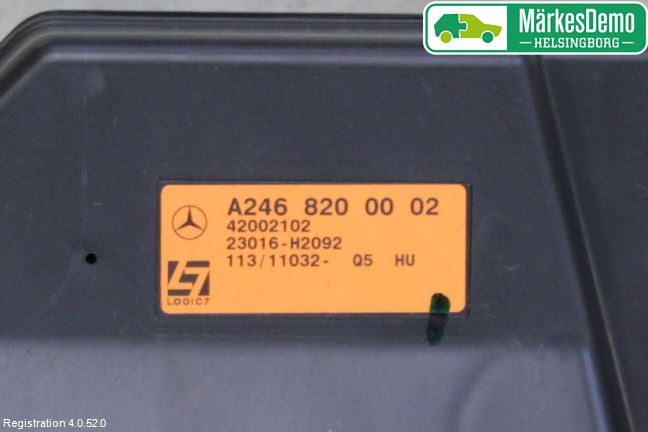 MärkesDemo
HELSINGBORG
A246 820 00 02
42002102
23016-H2092
113/11032- Q5 HU
LOGIC7
Registration 4.0.52.0